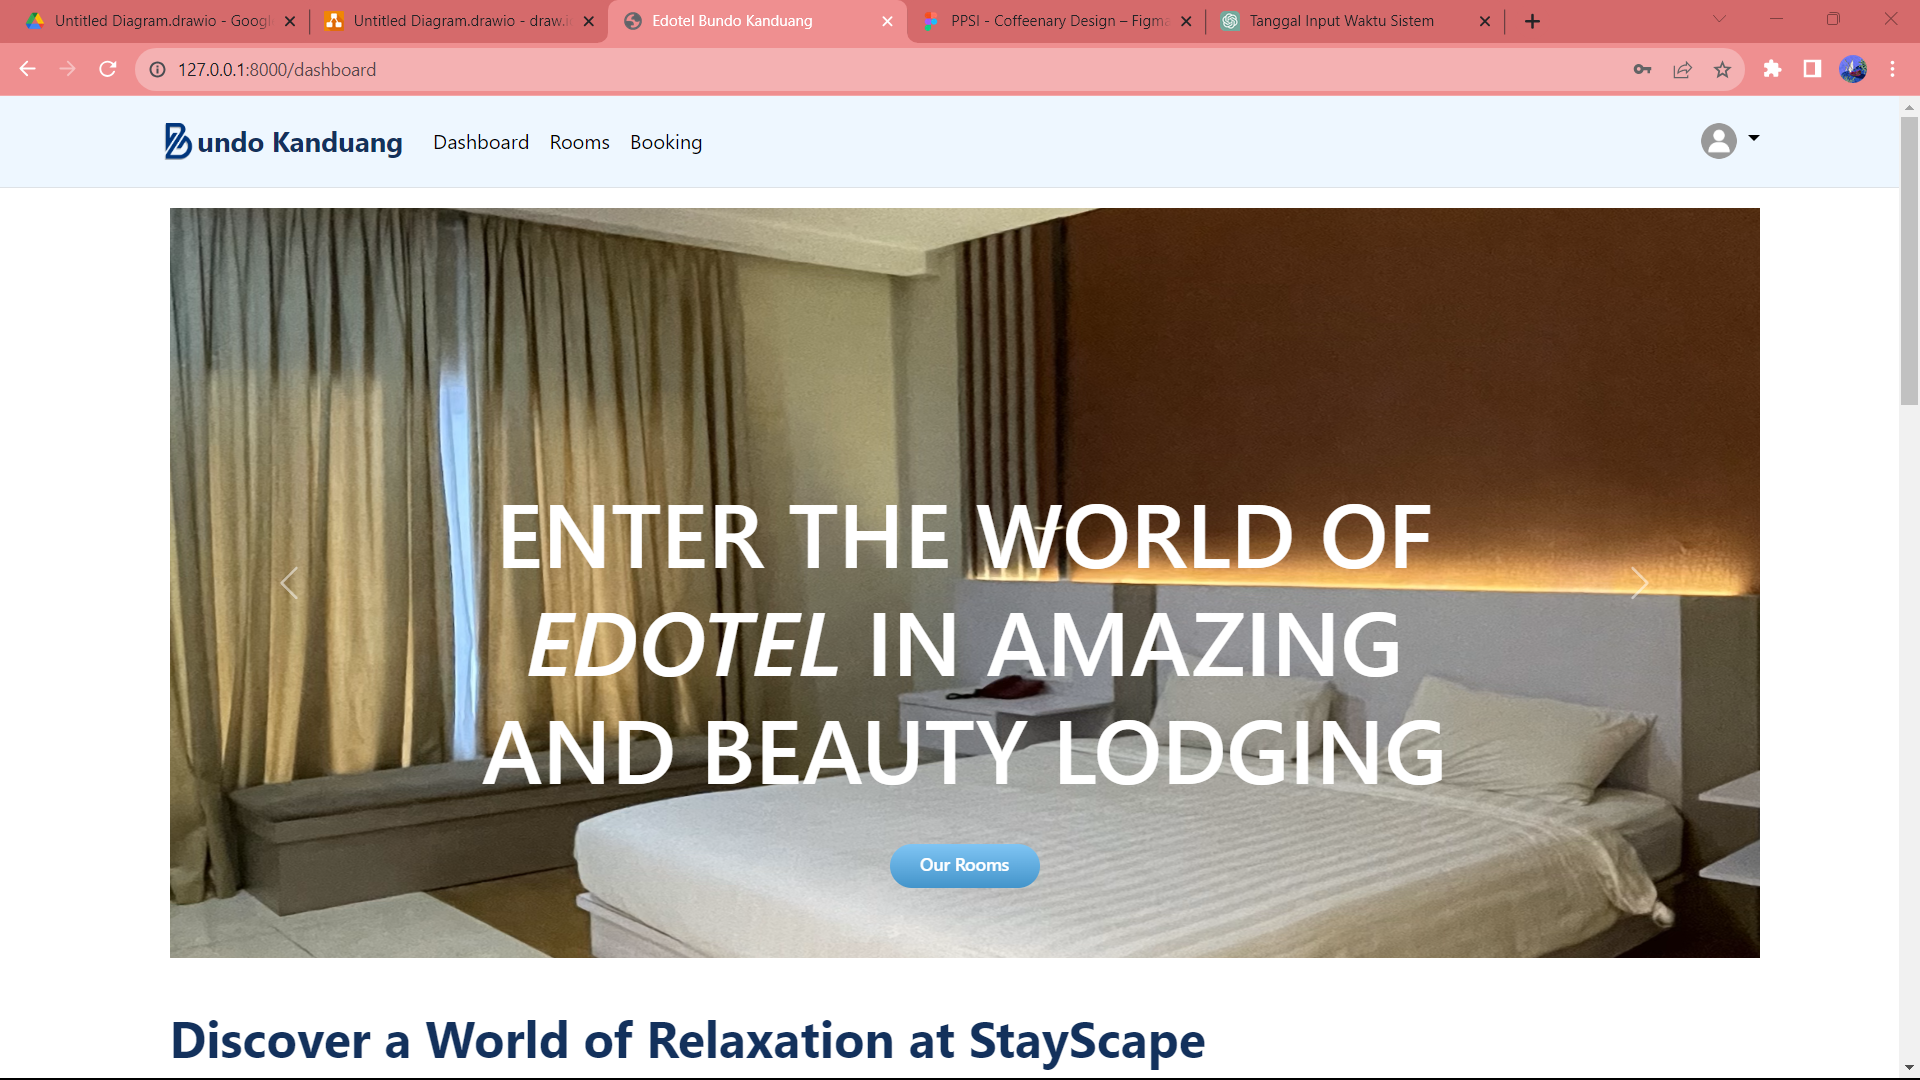 Untitled Diagram.drawio - Googl
Untitled Diagram.drawio - draw.i
Edotel Bundo Kanduang
PPSI - Coffeenary Design – Figma
Tanggal Input Waktu Sistem
127.0.0.1:8000/dashboard
Bundo Kanduang
Dashboard
Rooms
Booking
ENTER THE WORLD OF
EDOTEL IN AMAZING
AND BEAUTY LODGING
Our Rooms
Discover a World of Relaxation at StayScape